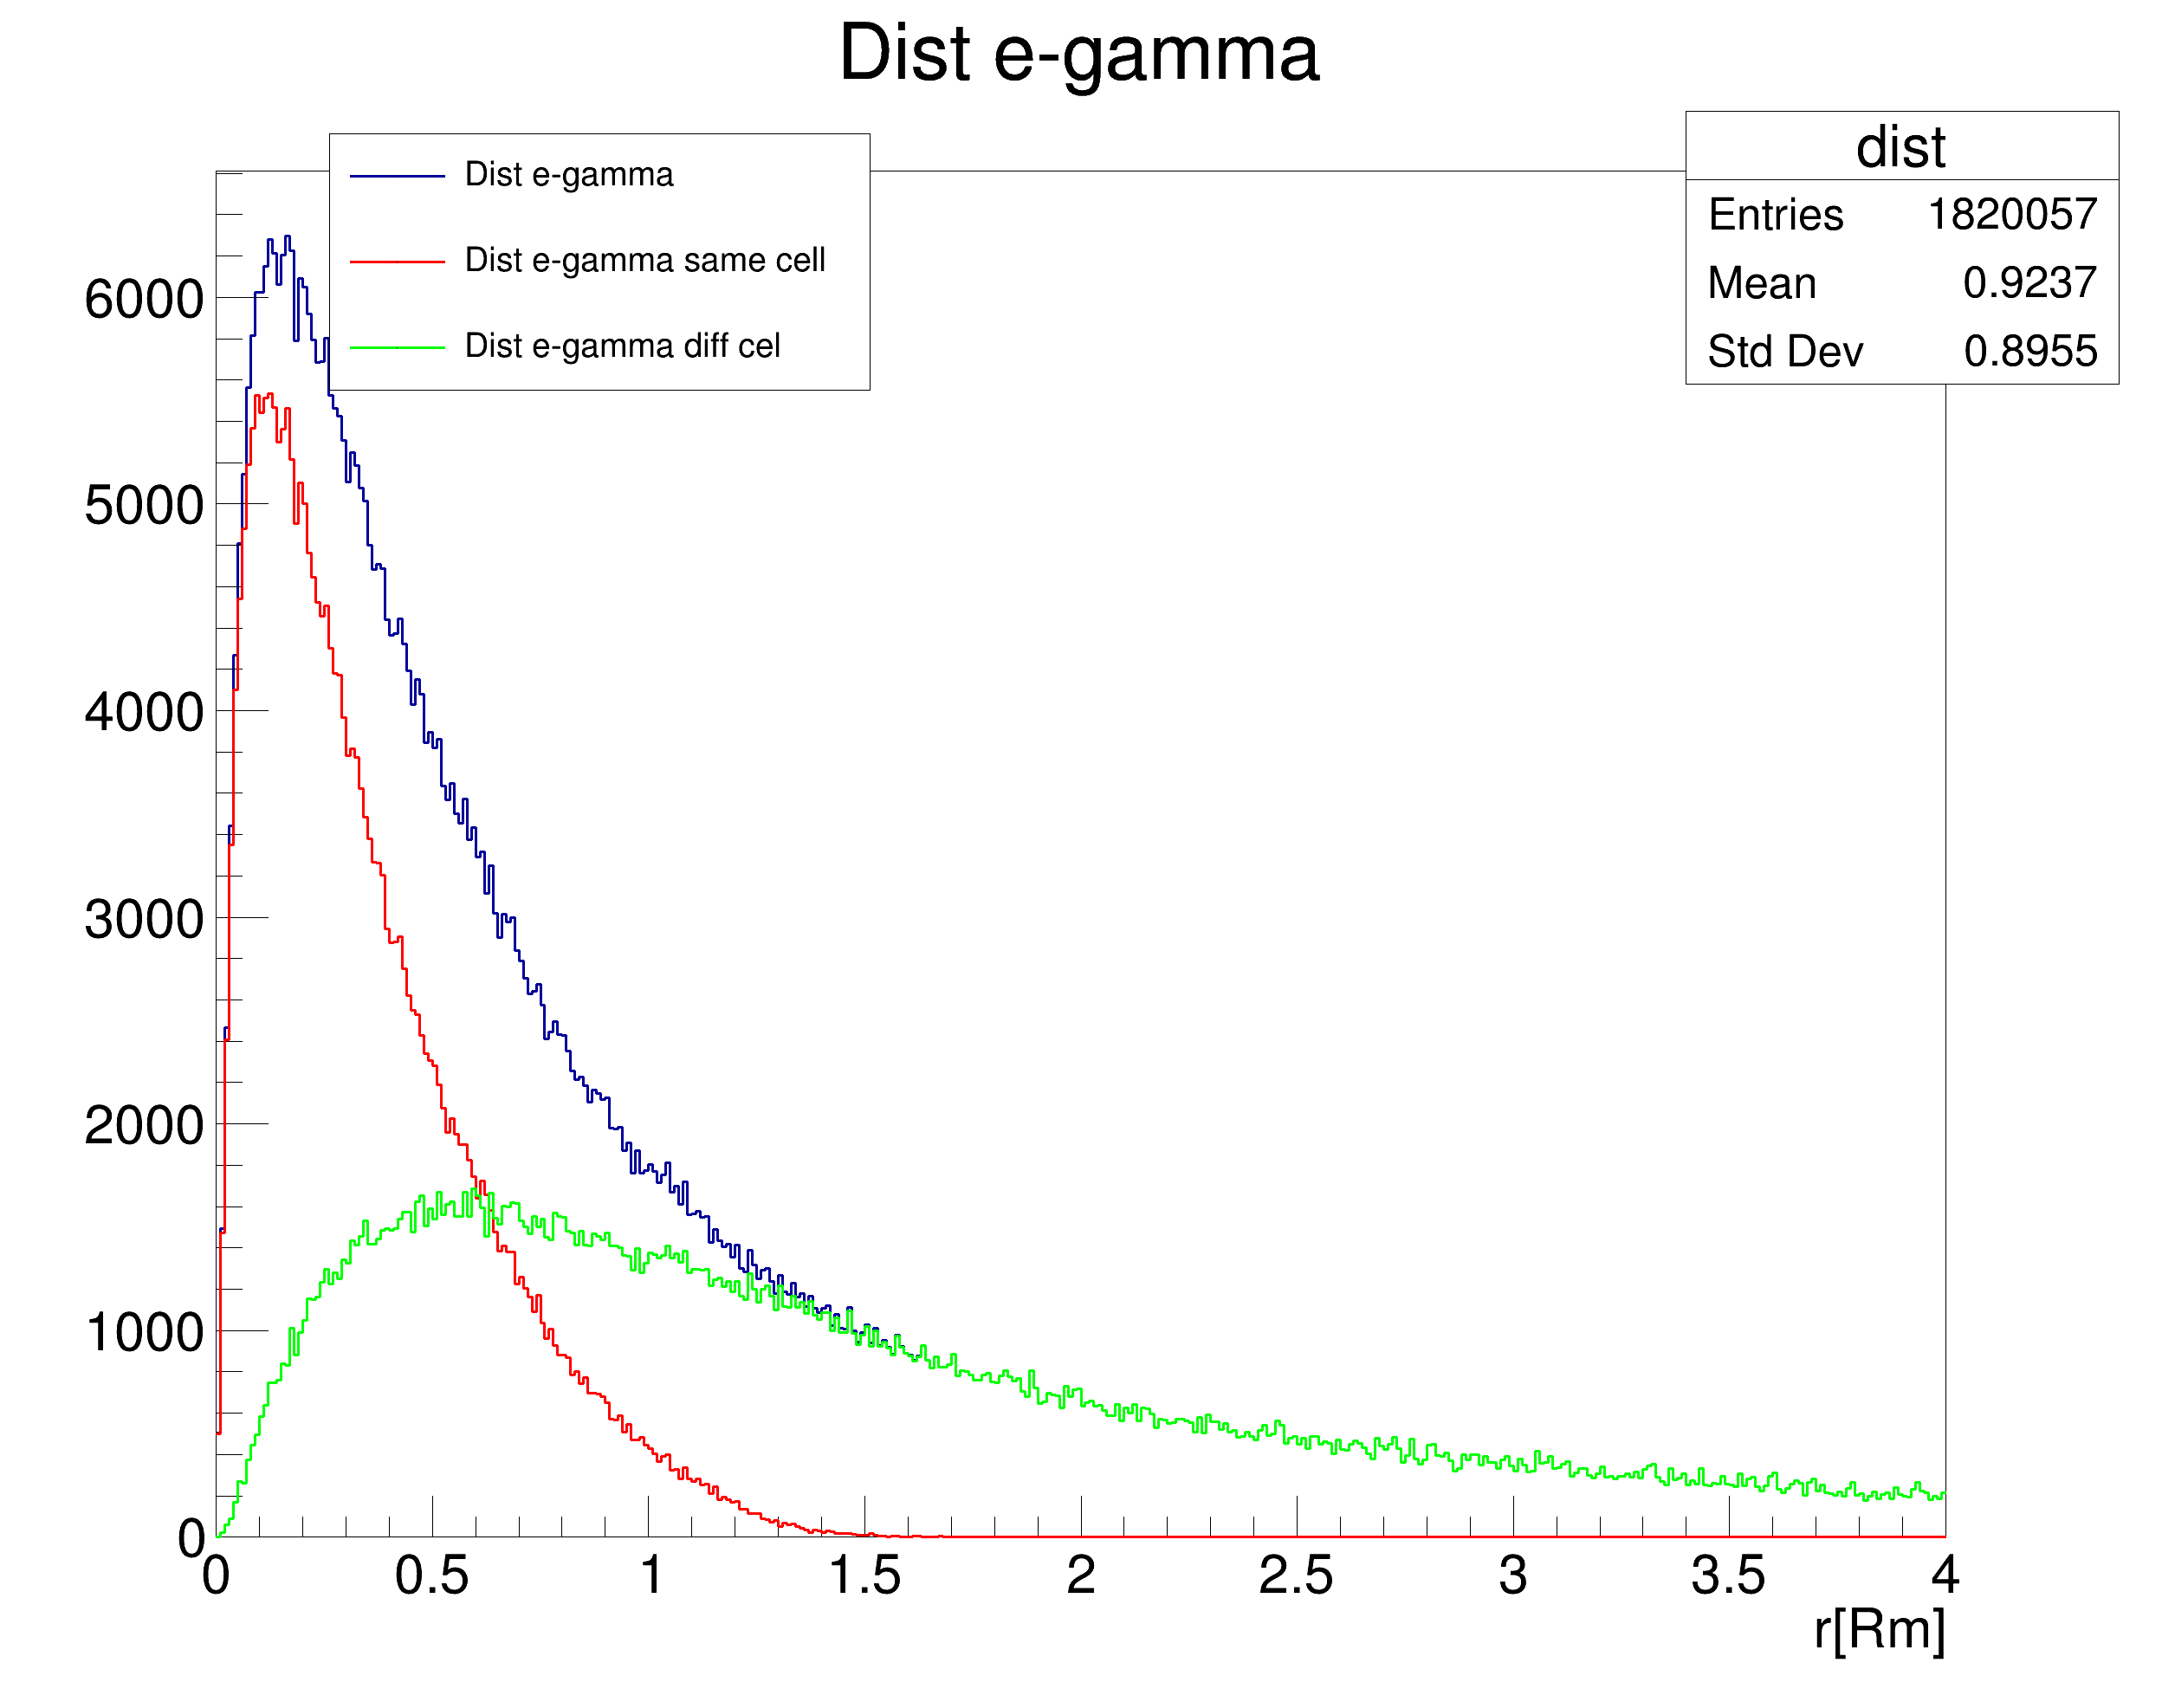 Dist e-gamma
Dist e-gamma
Dist e-gamma same cell
Dist e-gamma diff cel
dist
Entries 1820057
Mean 0.9237
Std Dev 0.8955
6000
5000
4000
3000
2000
1000
0
0 0.5 1 1.5 2 2.5 3 3.5 4
r[Rm]